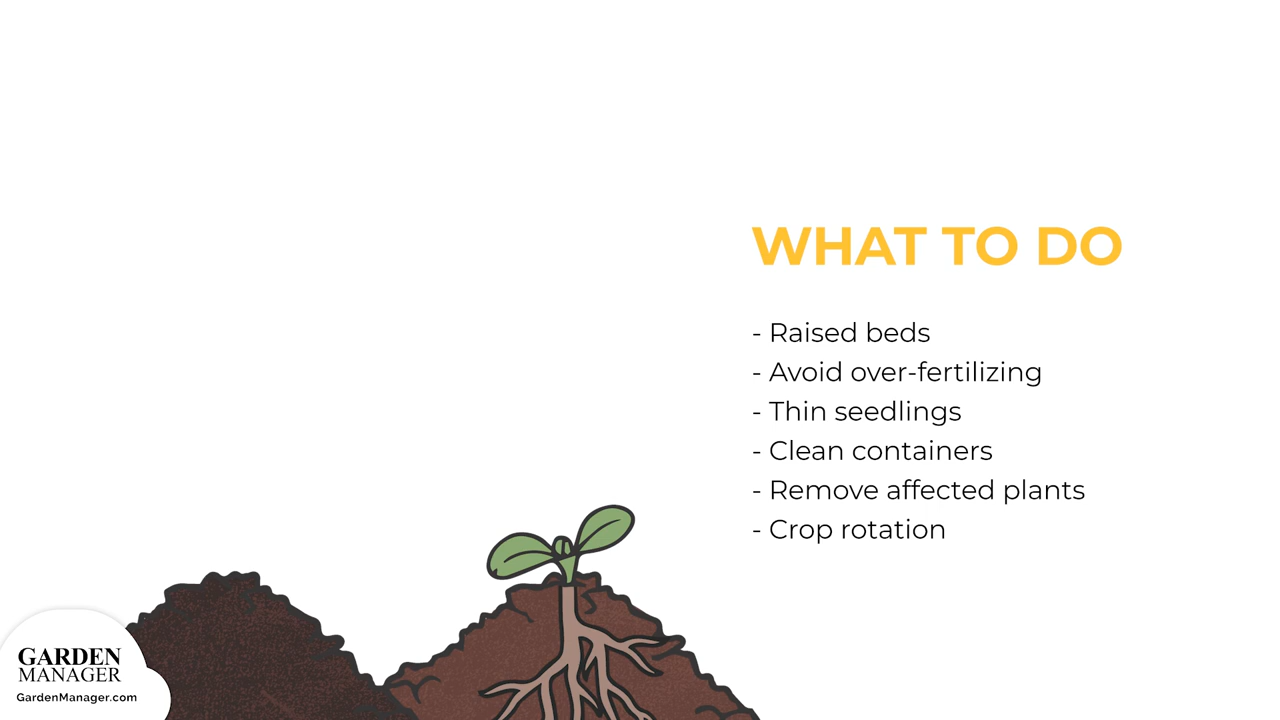 WHAT TO DO
- Raised beds
- Avoid over-fertilizing
- Thin seedlings
- Clean containers
- Remove affected plants
- Crop rotation
GARDEN
MANAGER
GardenManager.com